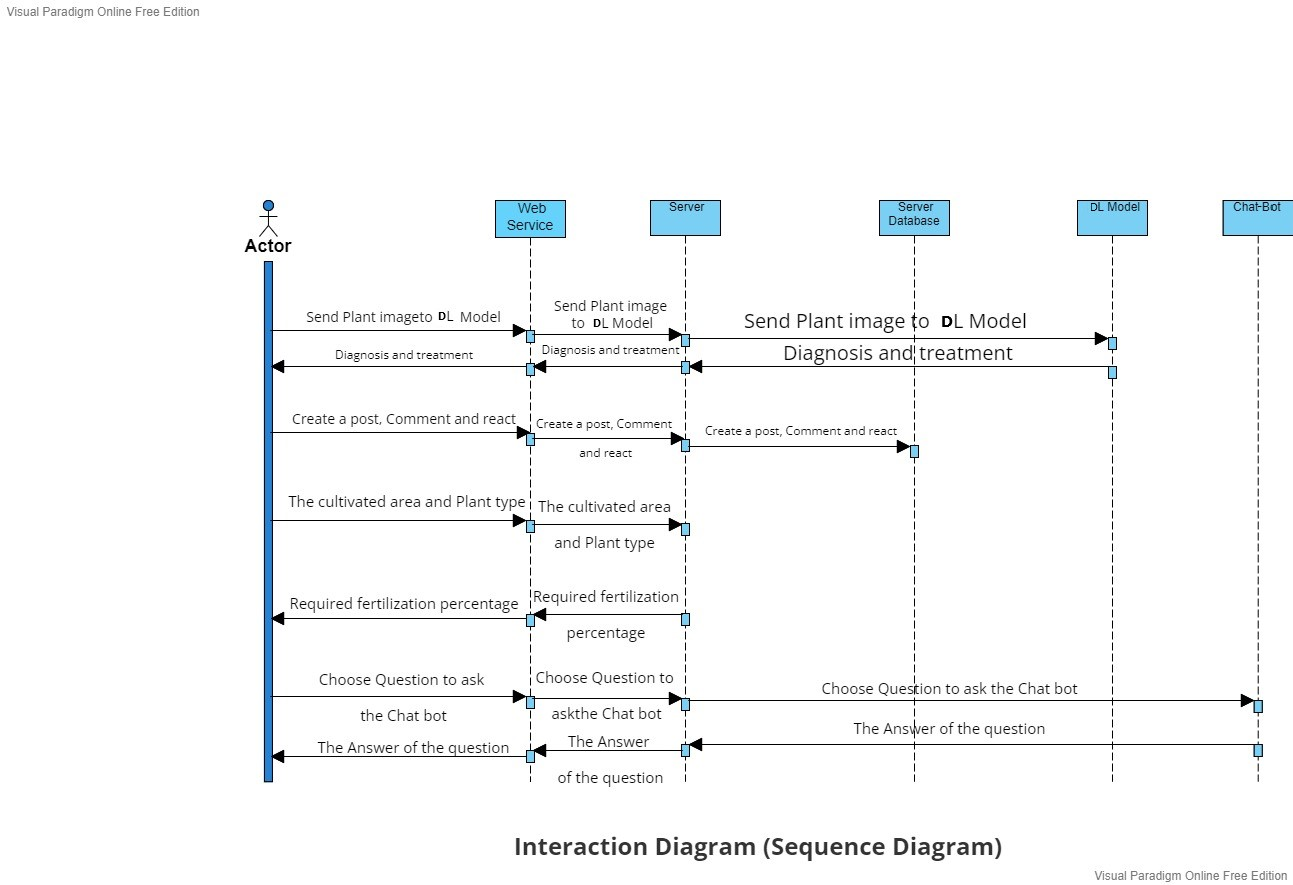 Visual Paradigm Online Free Edition
Actor
Web
Service
Server
Server
Database
DL Model
Chat-Bot
Send Plant imageto DL Model
Send Plant image
to DL Model
Send Plant image to DL Model
Diagnosis and treatment
Diagnosis and treatment
Diagnosis and treatment
Create a post, Comment and react
Create a post, Comment
and react
Create a post, Comment and react
The cultivated area and Plant type
The cultivated area
and Plant type
Required fertilization percentage
Required fertilization
percentage
Choose Question to ask
the Chat bot
Choose Question to
askthe Chat bot
Choose Question to ask the Chat bot
The Answer of the question
The Answer
of the question
The Answer of the question
Interaction Diagram (Sequence Diagram)
Visual Paradigm Online Free Edition